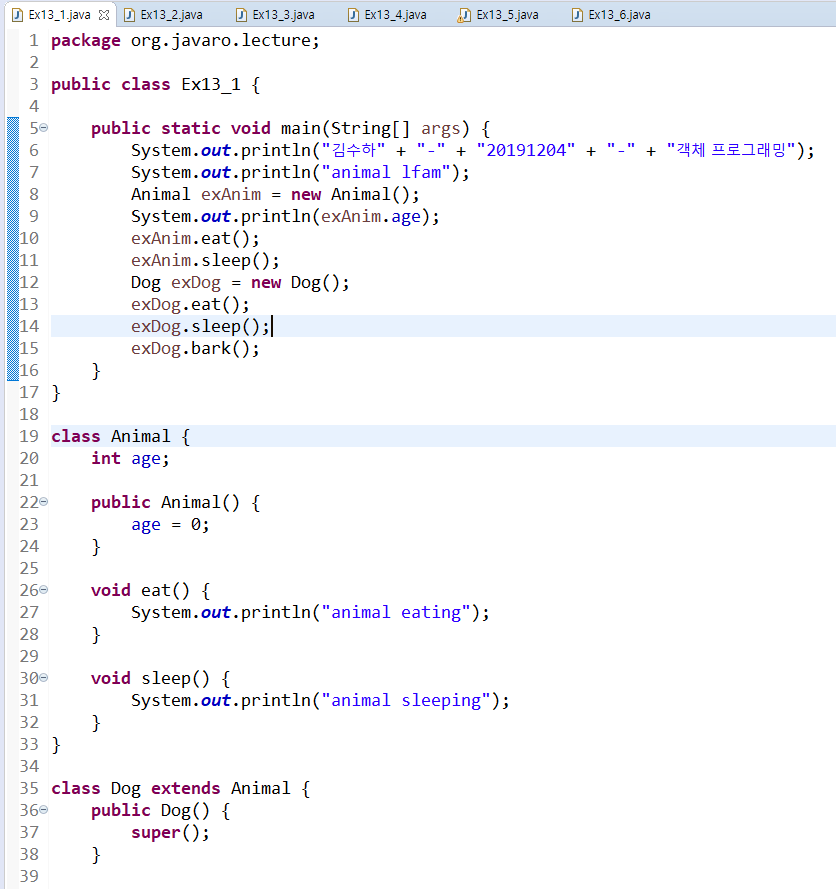 Ex13_1.java Ex13_2.java Ex13_3.java Ex13_4.java Ex13_5.java Ex13_6.java
1 package org.javaro.lecture;
2
3 public class Ex13_1 {
4
5     public static void main(String[] args) {
6         System.out.println("김수하" + "-" + "20191204" + "-" + "객체 프로그래밍");
7         System.out.println("animal lfam");
8         Animal exAnim = new Animal();
9         System.out.println(exAnim.age);
10         exAnim.eat();
11         exAnim.sleep();
12         Dog exDog = new Dog();
13         exDog.eat();
14         exDog.sleep();
15         exDog.bark();
16     }
17 }
18
19 class Animal {
20     int age;
21
22     public Animal() {
23         age = 0;
24     }
25
26     void eat() {
27         System.out.println("animal eating");
28     }
29
30     void sleep() {
31         System.out.println("animal sleeping");
32     }
33 }
34
35 class Dog extends Animal {
36     public Dog() {
37         super();
38     }
39